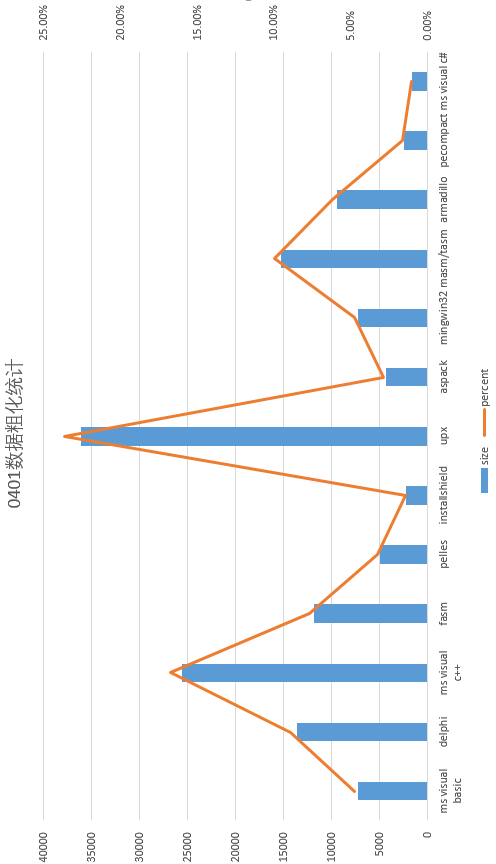 0401数据粗化统计
40000
35000
30000
25000
20000
15000
10000
5000
0
25.00%
20.00%
15.00%
10.00%
5.00%
0.00%
ms visual
basic
delphi
ms visual
c++
fasm
pelles
installshield
upx
aspack
mingwin32
masm/tasm
armadillo
pecompact
ms visual c#
size
percent